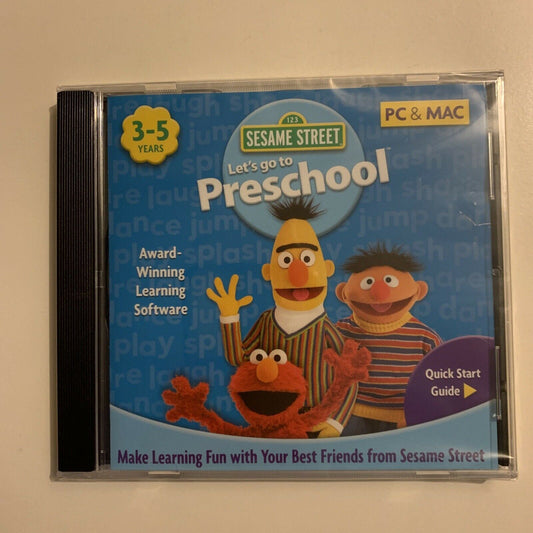 3-5
YEARS
123
SESAME STREET
PC & MAC
Let's go to
Preschool™
Award-
Winning
Learning
Software
Quick Start
Guide
Make Learning Fun with Your Best Friends from Sesame Street